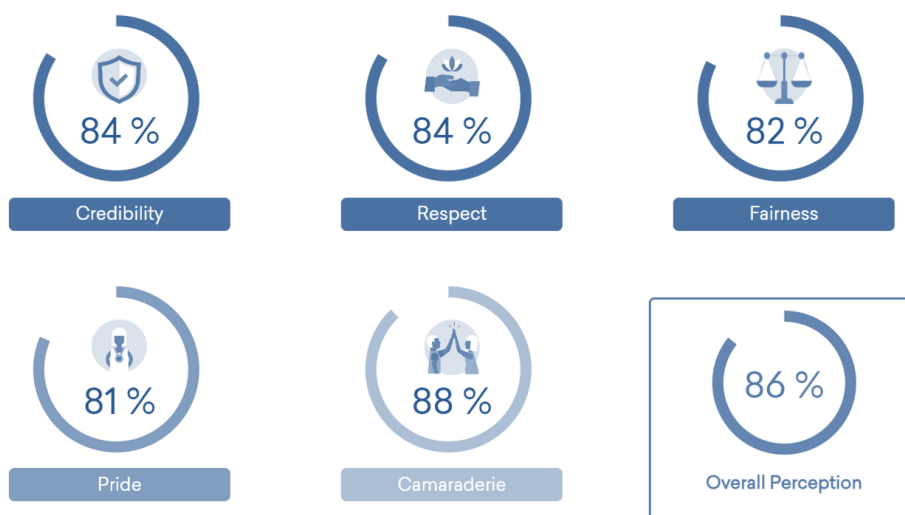 84 %
Credibility
84 %
Respect
82 %
Fairness
81 %
Pride
88 %
Camaraderie
86 %
Overall Perception